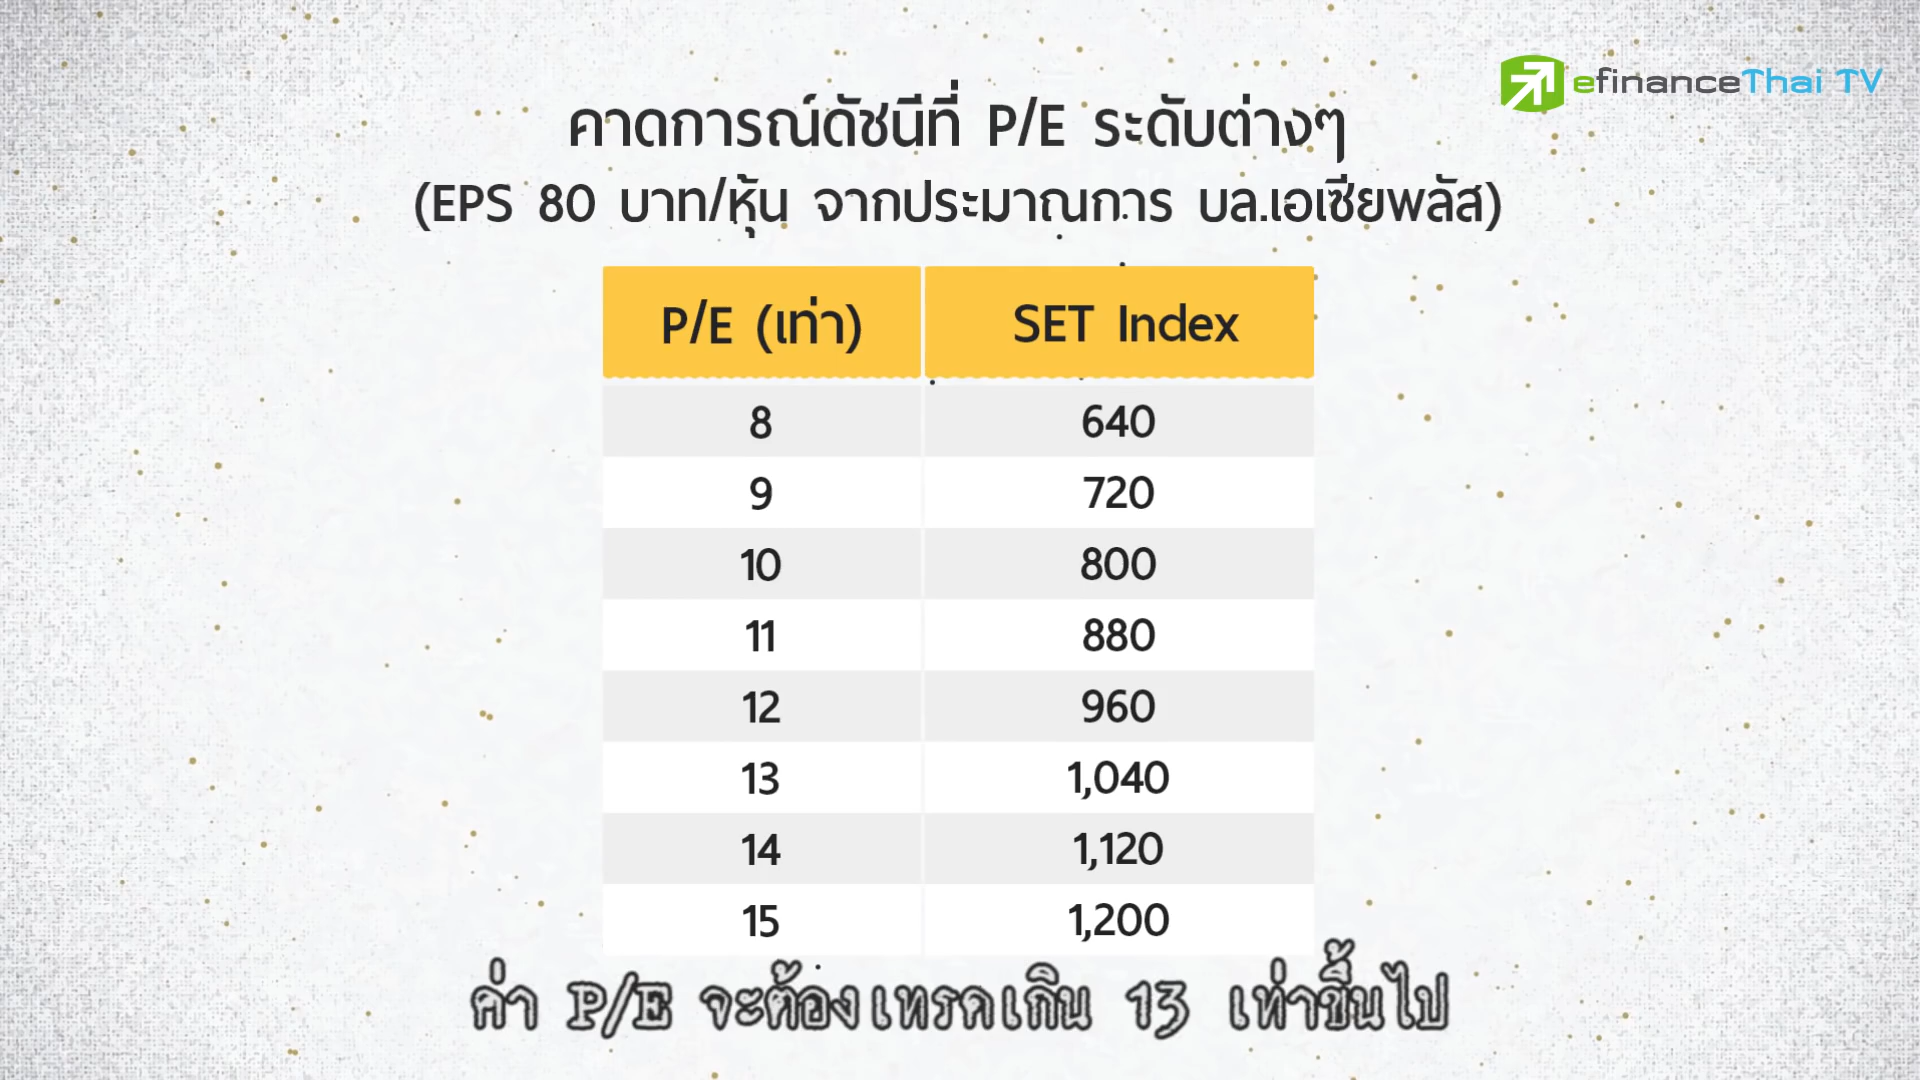 efinanceThai TV
คาดการณ์ดัชนีที่ P/E ระดับต่างๆ
(EPS 80 บาท/หุ้น จากประมาณการ บล.เอเซียพลัส)
P/E (เท่า) SET Index
8 640
9 720
10 800
11 880
12 960
13 1,040
14 1,120
15 1,200
ค่า P/E จะต้องเทรดเกิน 13 เท่าขึ้นไป